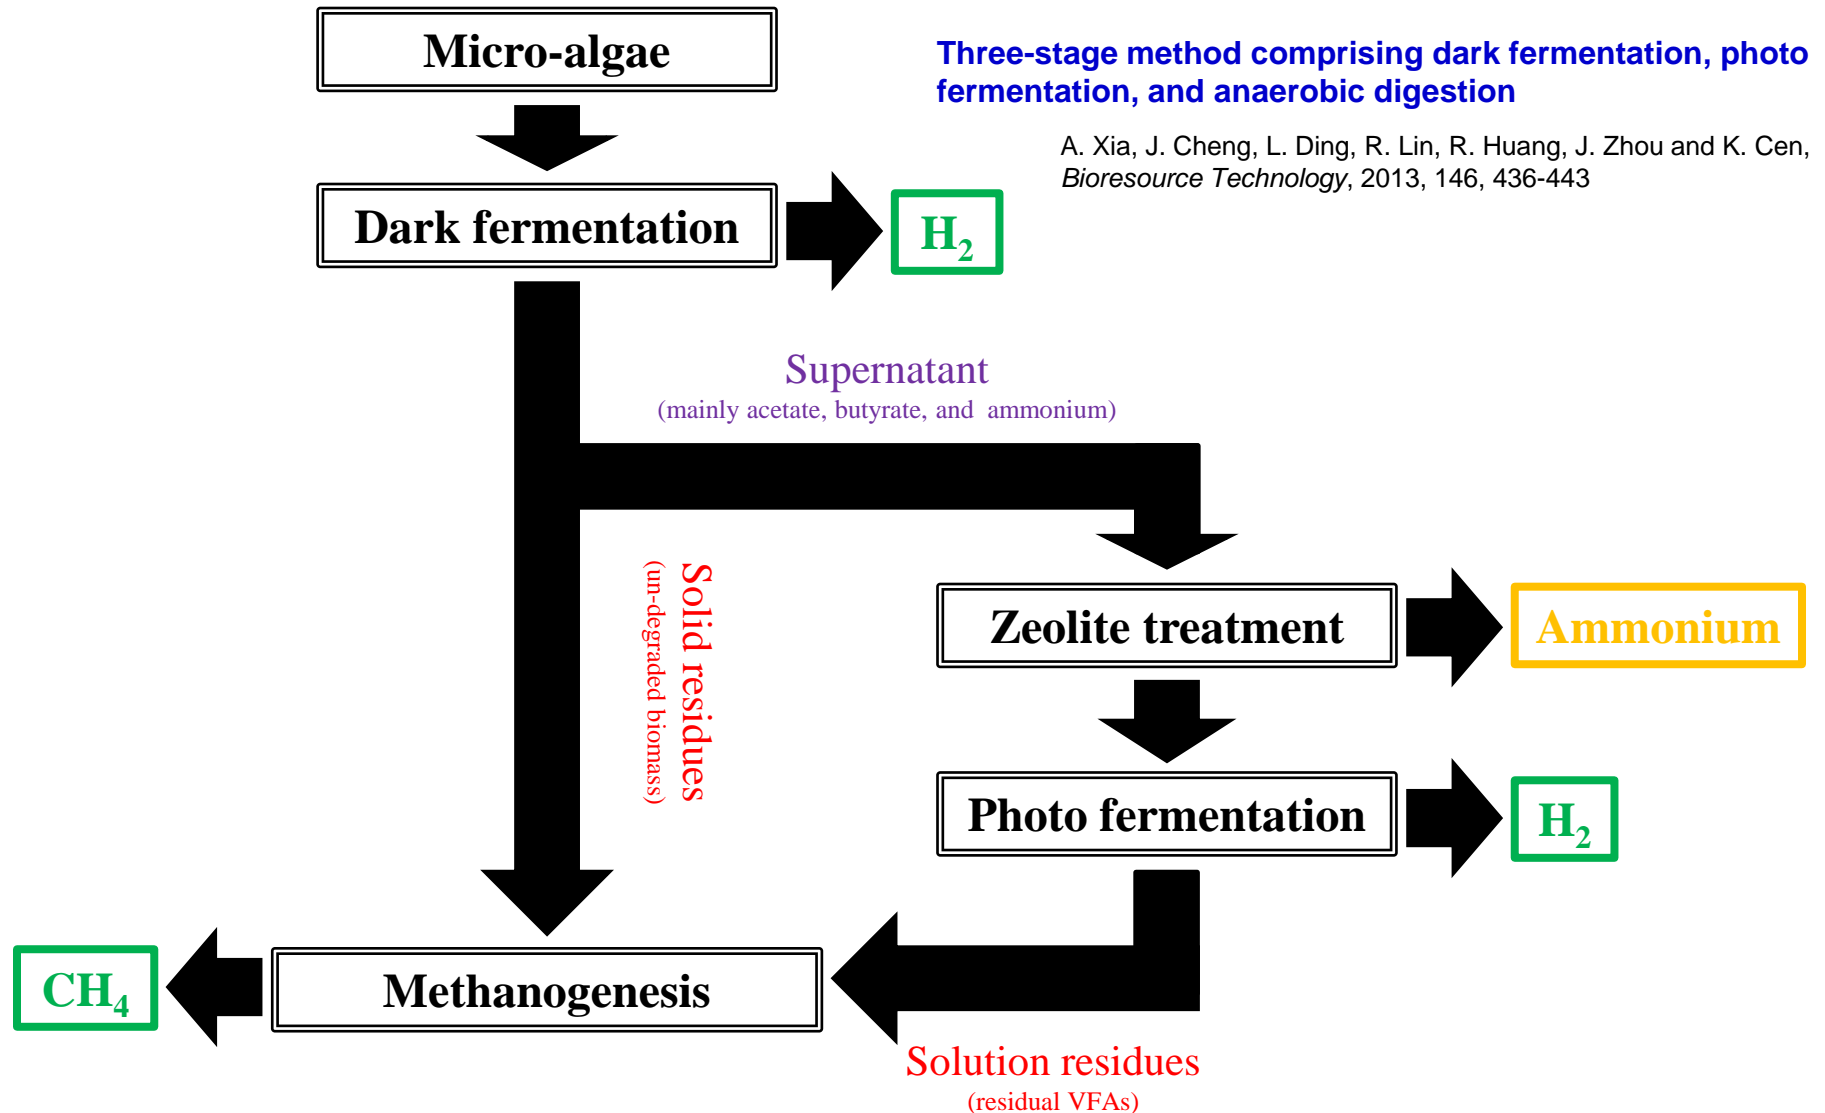 Micro-algae
Three-stage method comprising dark fermentation, photo
fermentation, and anaerobic digestion
A. Xia, J. Cheng, L. Ding, R. Lin, R. Huang, J. Zhou and K. Cen,
Bioresource Technology, 2013, 146, 436-443
Dark fermentation
H₂
Supernatant
(mainly acetate, butyrate, and ammonium)
Solid residues
(un-degraded biomass)
Zeolite treatment
Ammonium
Photo fermentation
H₂
Methanogenesis
CH₄
Solution residues
(residual VFAs)